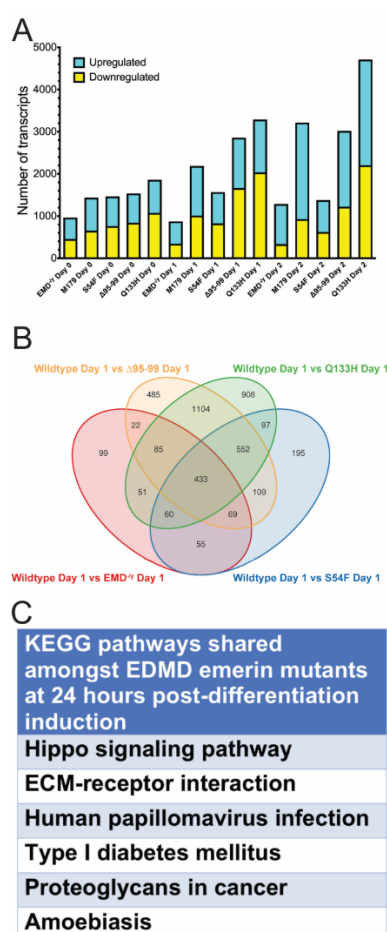 A
Number of transcripts
5000
4000
3000
2000
1000
0
Upregulated
Downregulated
EMD-/y Day 0
M179 Day 0
S54F Day 0
Δ95-99 Day 0
Q133H Day 0
EMD-/y Day 1
M179 Day 1
S54F Day 1
Δ95-99 Day 1
Q133H Day 1
EMD-/y Day 2
M179 Day 2
S54F Day 2
Δ95-99 Day 2
Q133H Day 2
B
Wildtype Day 1 vs Δ95-99 Day 1
Wildtype Day 1 vs Q133H Day 1
485
908
1104
22
97
99
85
552
195
433
51
109
60
69
55
Wildtype Day 1 vs EMD-/y Day 1
Wildtype Day 1 vs S54F Day 1
C
KEGG pathways shared
amongst EDMD emerin mutants
at 24 hours post-differentiation
induction
Hippo signaling pathway
ECM-receptor interaction
Human papillomavirus infection
Type I diabetes mellitus
Proteoglycans in cancer
Amoebiasis